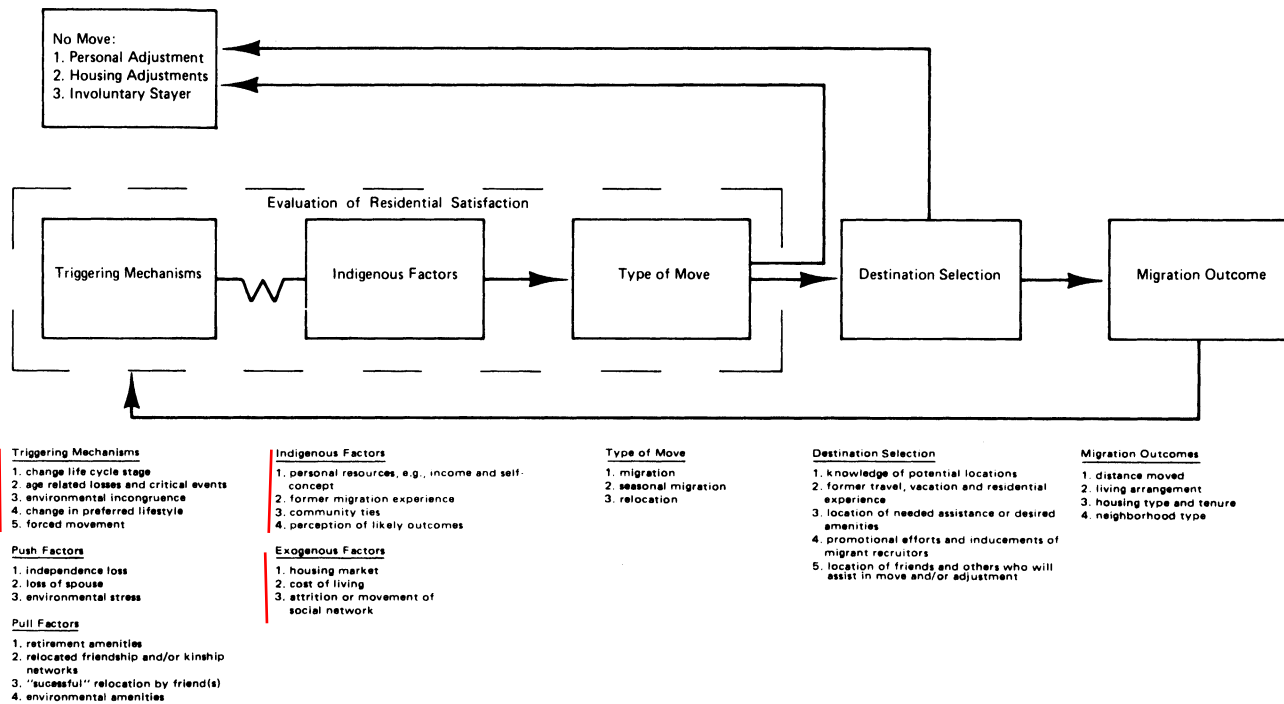 No Move:
1. Personal Adjustment
2. Housing Adjustments
3. Involuntary Stayer
Evaluation of Residential Satisfaction
Triggering Mechanisms
Indigenous Factors
Type of Move
Destination Selection
Migration Outcome
Triggering Mechanisms
1. change life cycle stage
2. age related losses and critical events
3. environmental incongruence
4. change in preferred lifestyle
5. forced movement
Push Factors
1. independence loss
2. loss of spouse
3. environmental stress
Pull Factors
1. retirement amenities
2. relocated friendship and/or kinship
networks
3. "sucessful" relocation by friend(s)
4. environmental amenities
Indigenous Factors
1. personal resources, e.g., income and self-
concept
2. former migration experience
3. community ties
4. perception of likely outcomes
Exogenous Factors
1. housing market
2. cost of living
3. attrition or movement of
social network
Type of Move
1. migration
2. seasonal migration
3. relocation
Destination Selection
1. knowledge of potential locations
2. former travel, vacation and residential
experience
3. location of needed assistance or desired
amenities
4. promotional efforts and inducements of
migrant recruitors
5. location of friends and others who will
assist in move and/or adjustment
Migration Outcomes
1. distance moved
2. living arrangement
3. housing type and tenure
4. neighborhood type